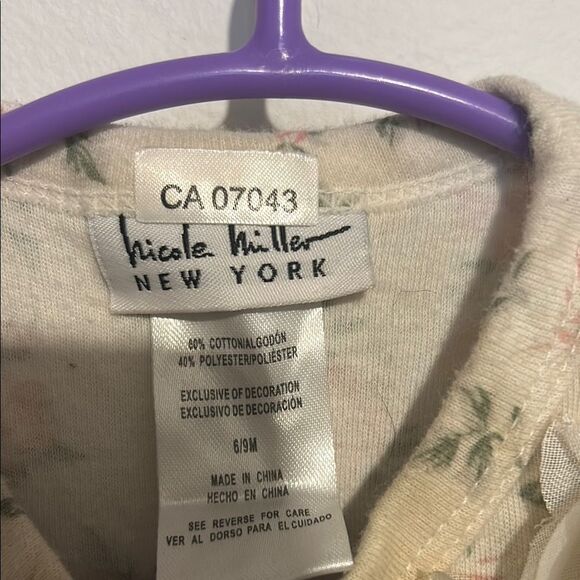 CA 07043
Nicole Miller
NEW YORK
60% COTTON/ALGODÓN
40% POLYESTER/POLIÉSTER
EXCLUSIVE OF DECORATION
EXCLUSIVO DE DECORACIÓN
6/9M
MADE IN CHINA
HECHO EN CHINA
SEE REVERSE FOR CARE
VER AL DORSO PARA EL CUIDADO